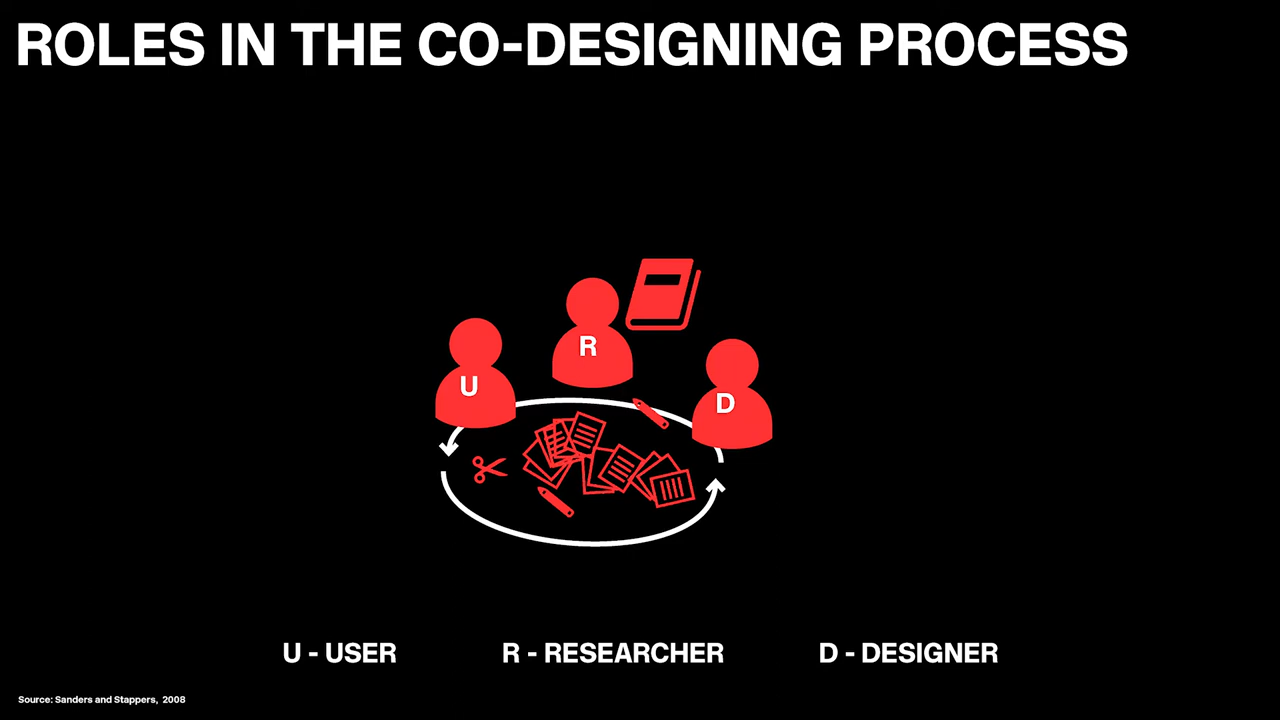 ROLES IN THE CO-DESIGNING PROCESS
R
U
D
U - USER R - RESEARCHER D - DESIGNER
Source: Sanders and Stappers, 2008